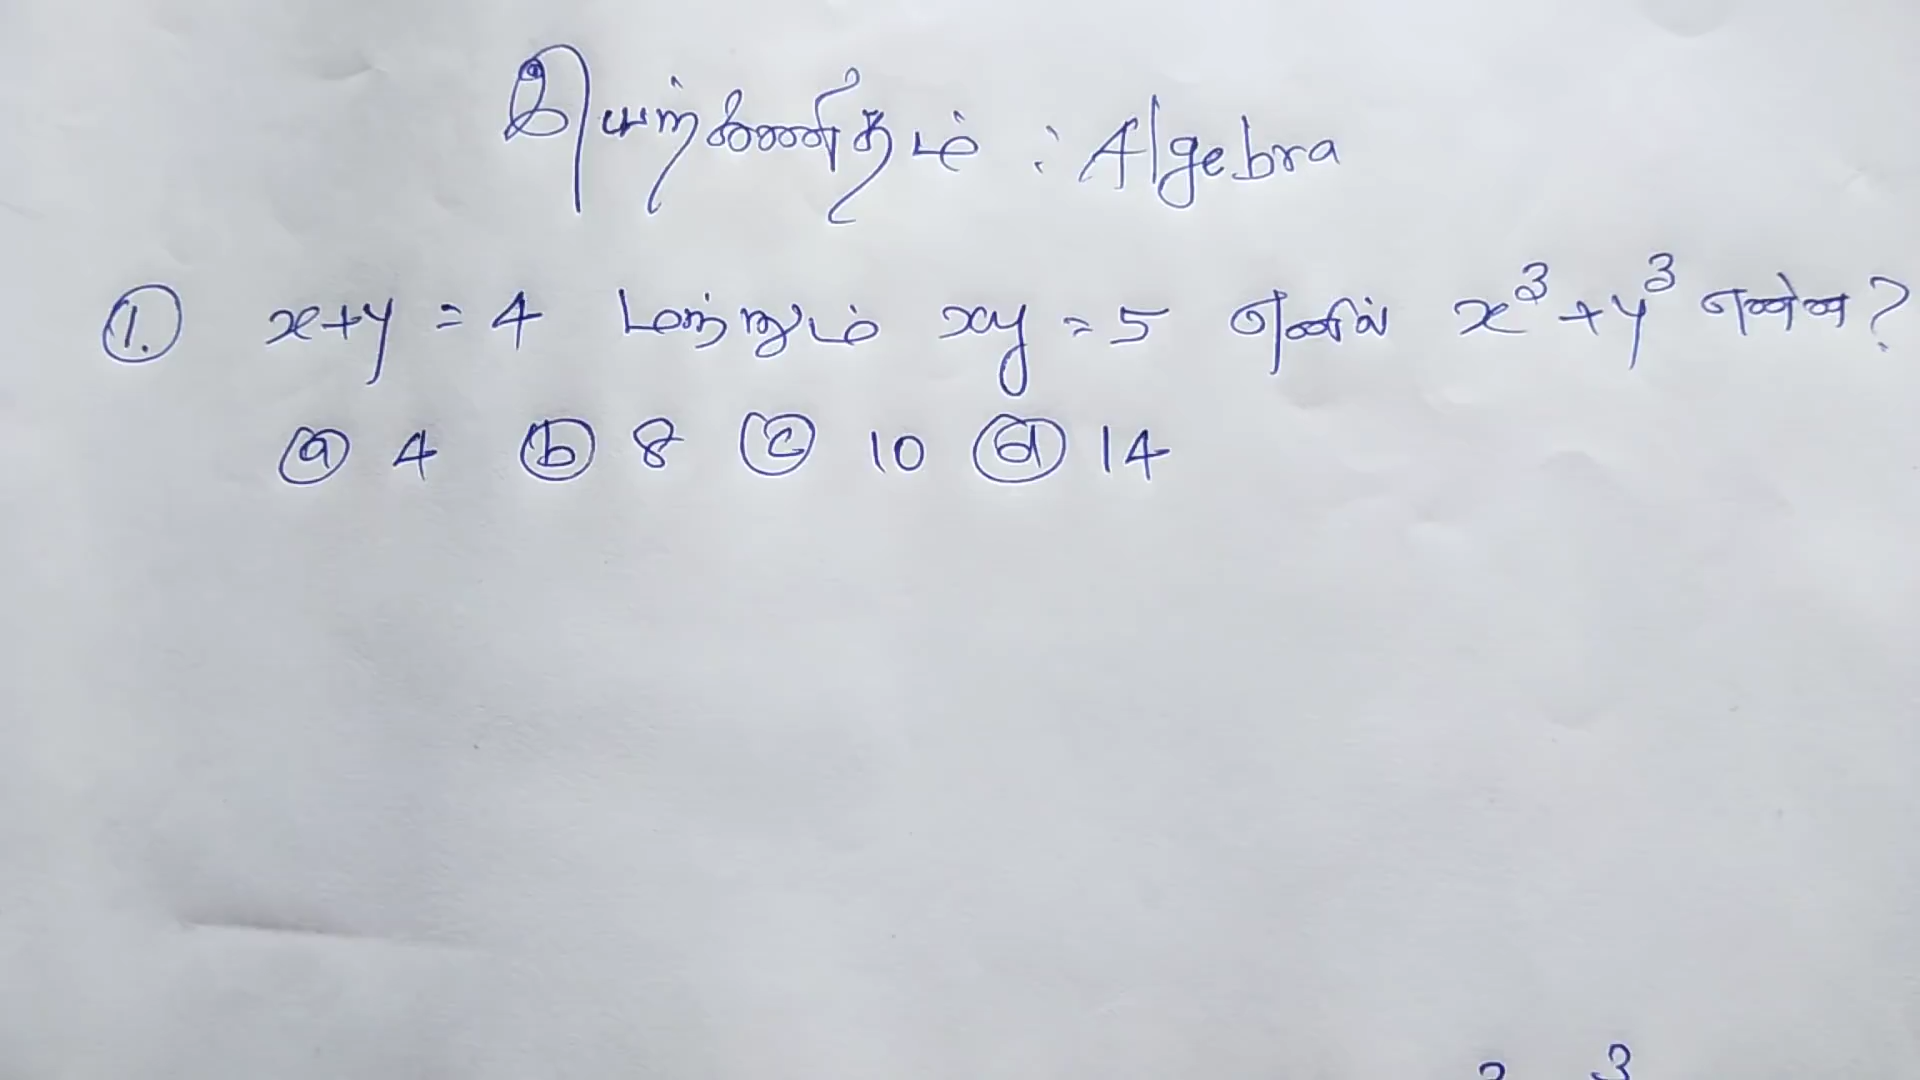 இயற்கணிதம் : Algebra
1. x+y = 4 மற்றும் xy = 5 எனில் x³+y³ என்ன?
a 4 b 8 c 10 d 14